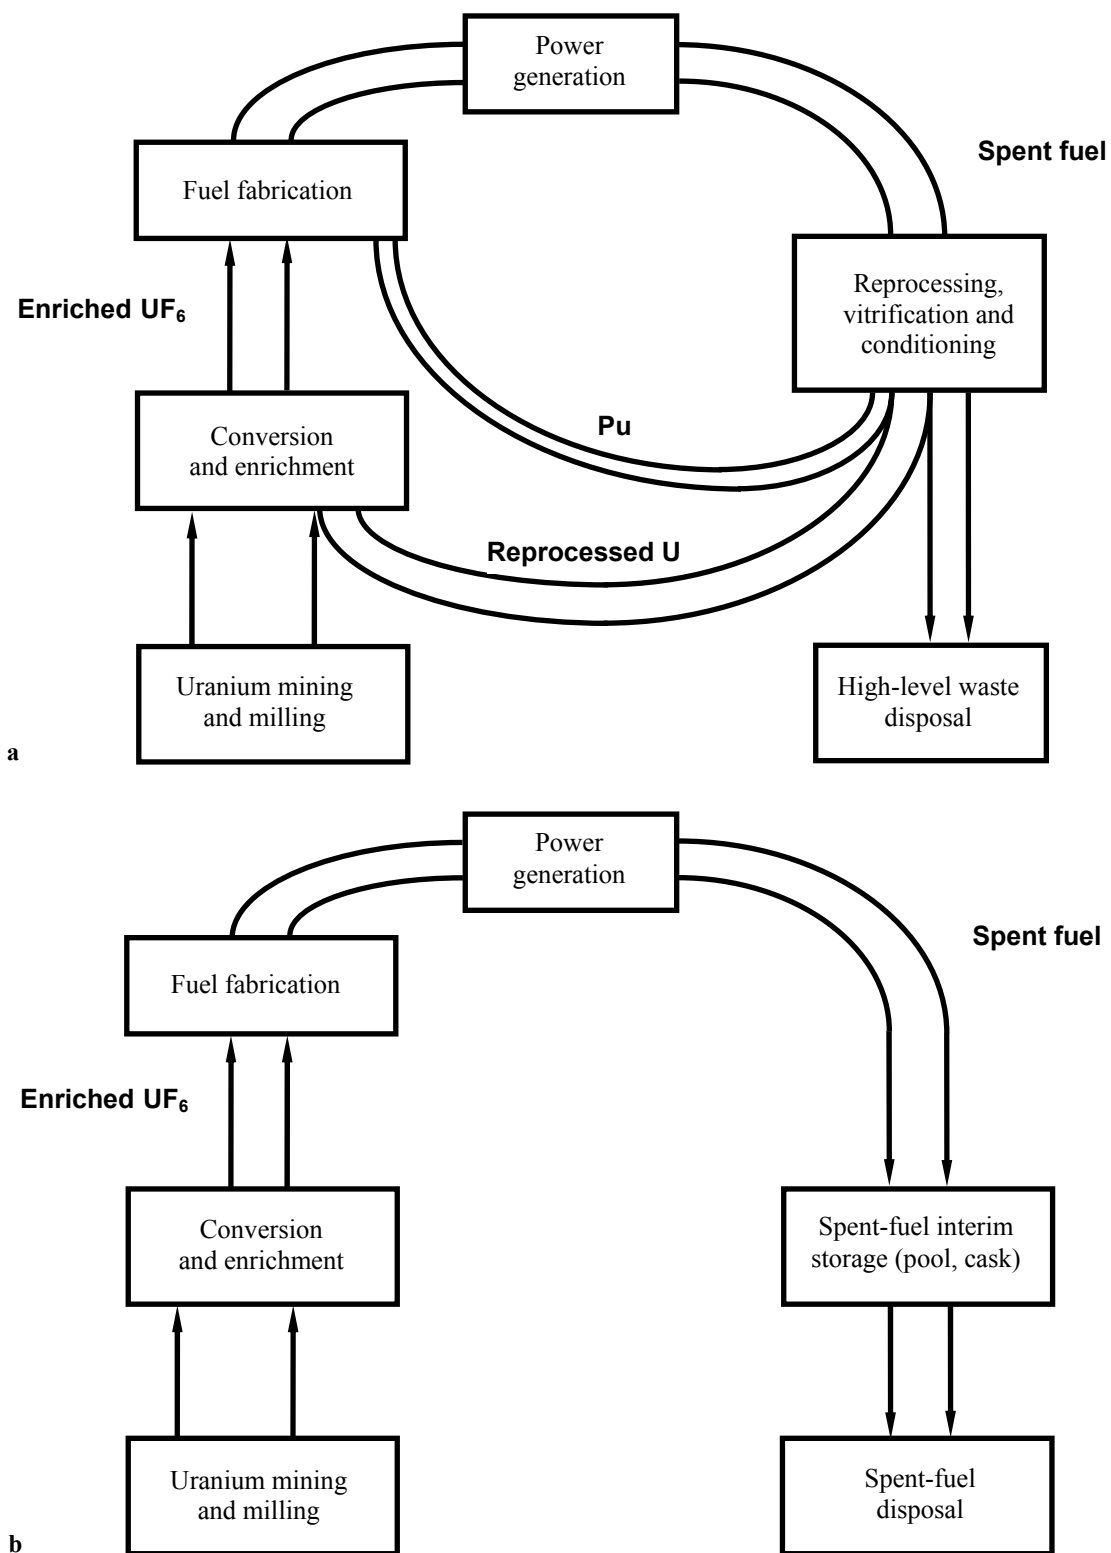 Power
generation
Spent fuel
Fuel fabrication
Reprocessing,
vitrification and
conditioning
Enriched UF₆
Pu
Conversion
and enrichment
Reprocessed U
Uranium mining
and milling
High-level waste
disposal
a
Power
generation
Spent fuel
Fuel fabrication
Enriched UF₆
Conversion
and enrichment
Spent-fuel interim
storage (pool, cask)
Uranium mining
and milling
Spent-fuel
disposal
b